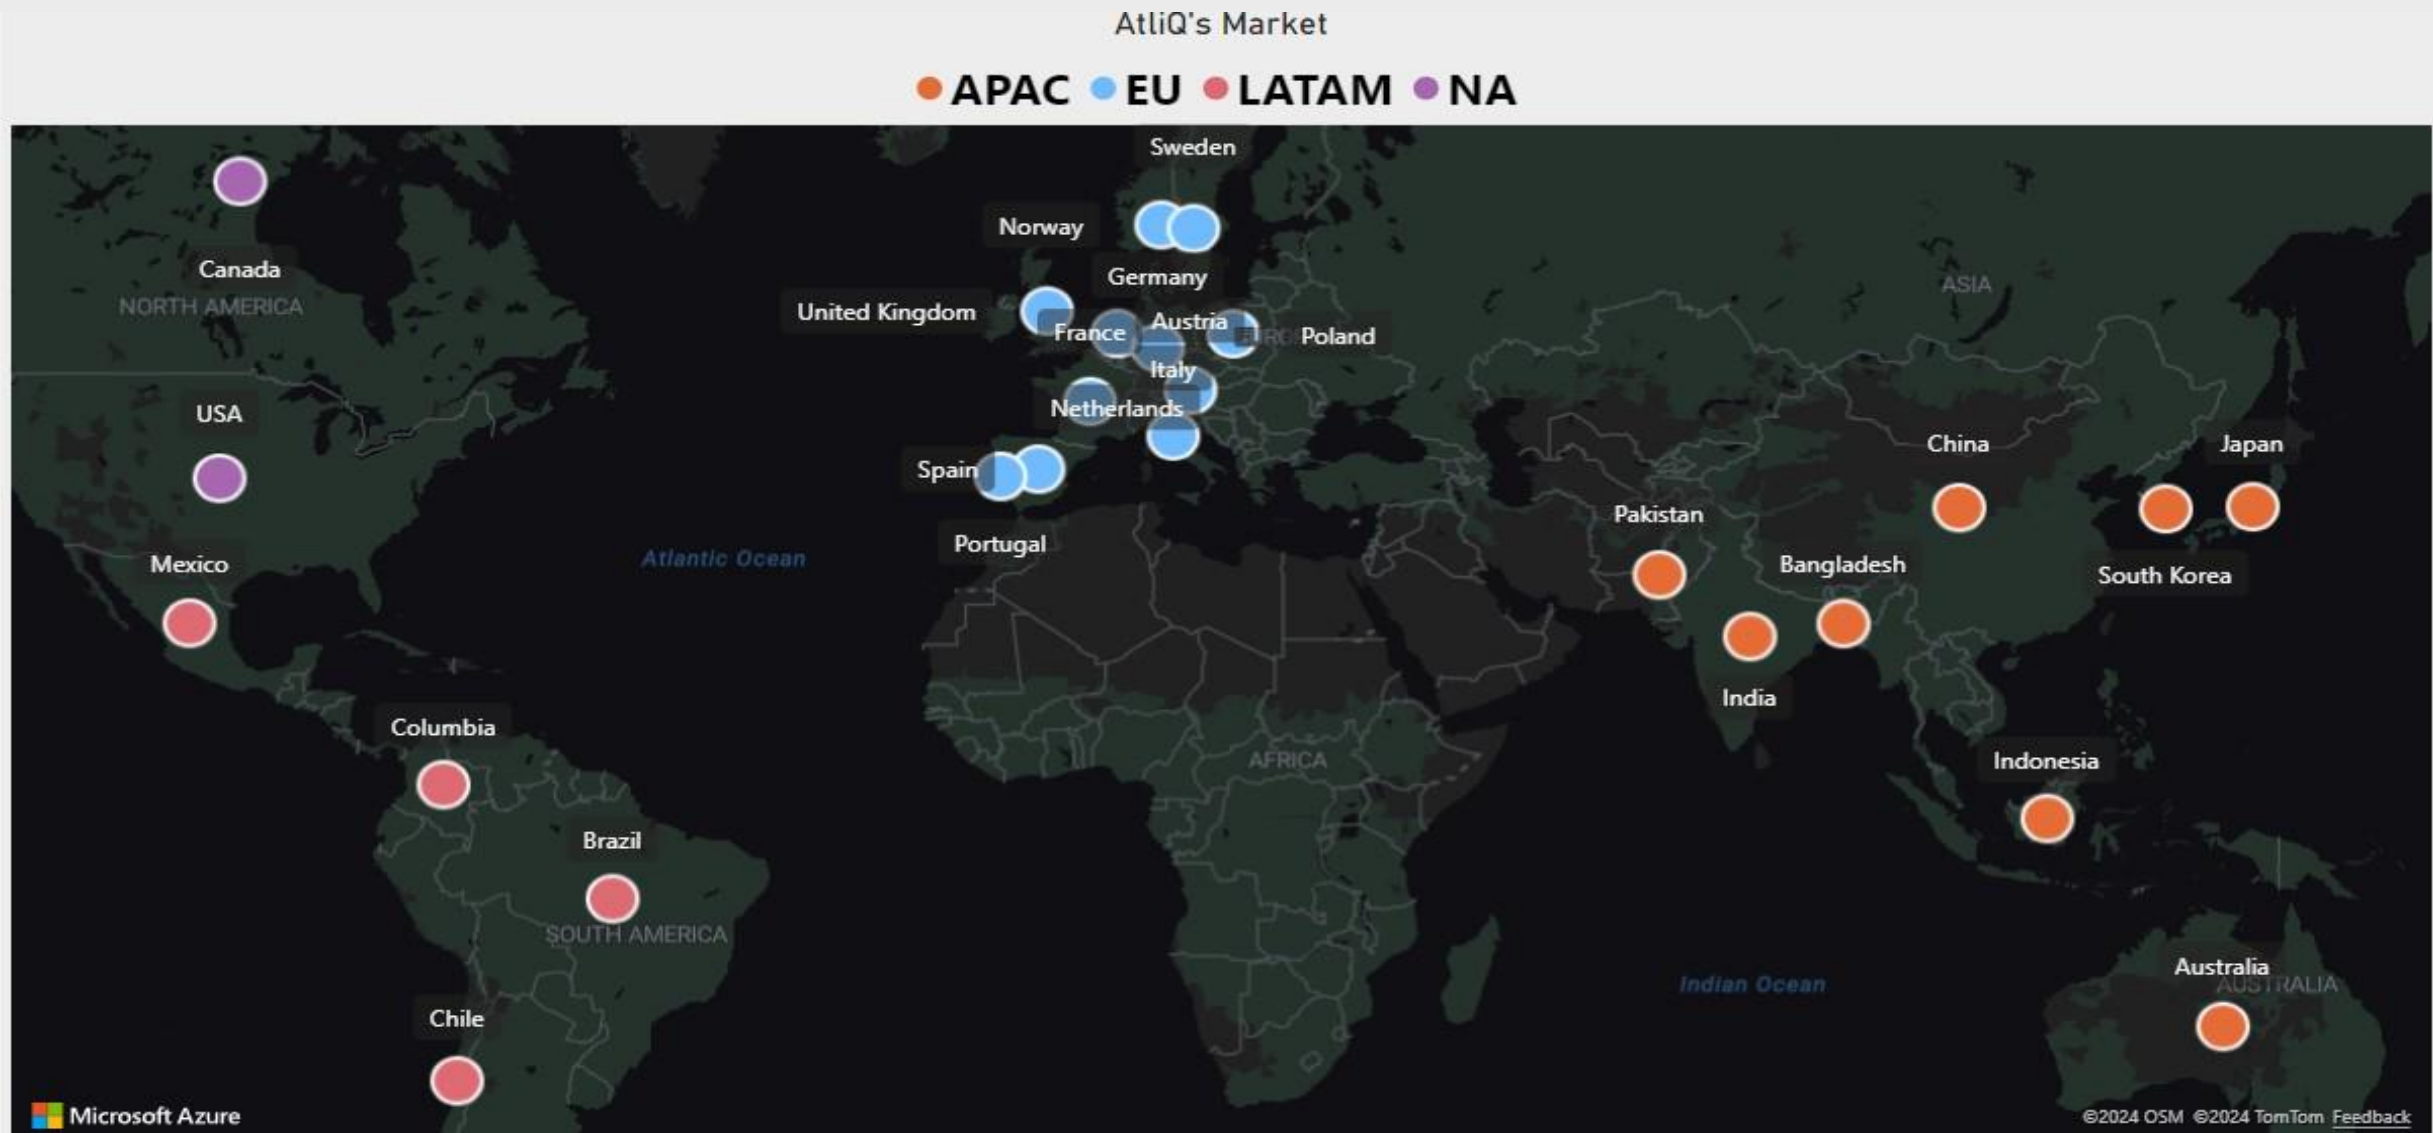 AtliQ's Market
APAC EU LATAM NA
Sweden
Norway
Canada
Germany
ASIA
NORTH AMERICA
United Kingdom
Austria
France
Poland
Italy
USA
Netherlands
China
Japan
Spain
Pakistan
Portugal
Atlantic Ocean
Mexico
Bangladesh
South Korea
India
Columbia
AFRICA
Indonesia
Brazil
SOUTH AMERICA
Australia
AUSTRALIA
Indian Ocean
Chile
Microsoft Azure
©2024 OSM ©2024 TomTom Feedback